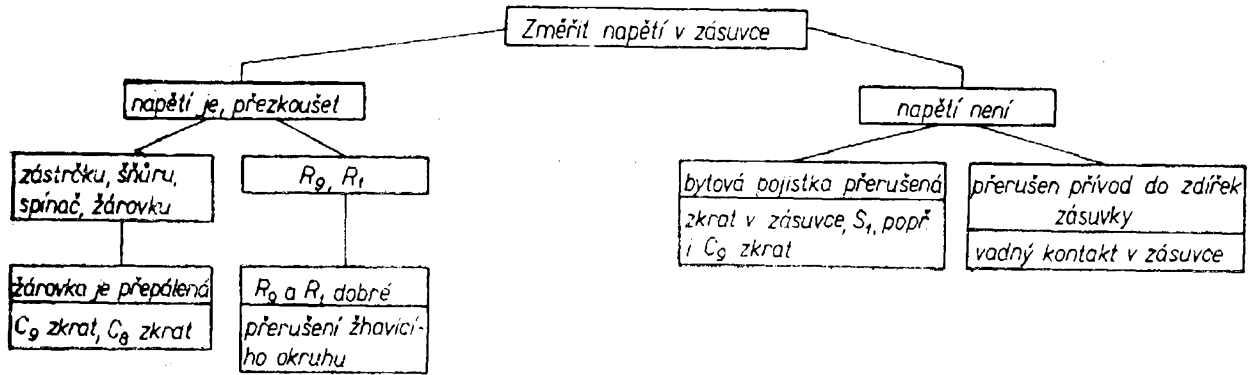 Změřit napětí v zásuvce
napětí je, přezkoušet
napětí není
zástrčku, šňůru,
spínač, žárovku
R9, R1
bytová pojistka přerušená
zkrat v zásuvce, S1, popř.
i C9 zkrat
přerušen přívod do zdířek
zásuvky
vadný kontakt v zásuvce
žárovka je přepálená
C9 zkrat, C8 zkrat
R9 a R1 dobré
přerušení žhavicí-
ho okruhu